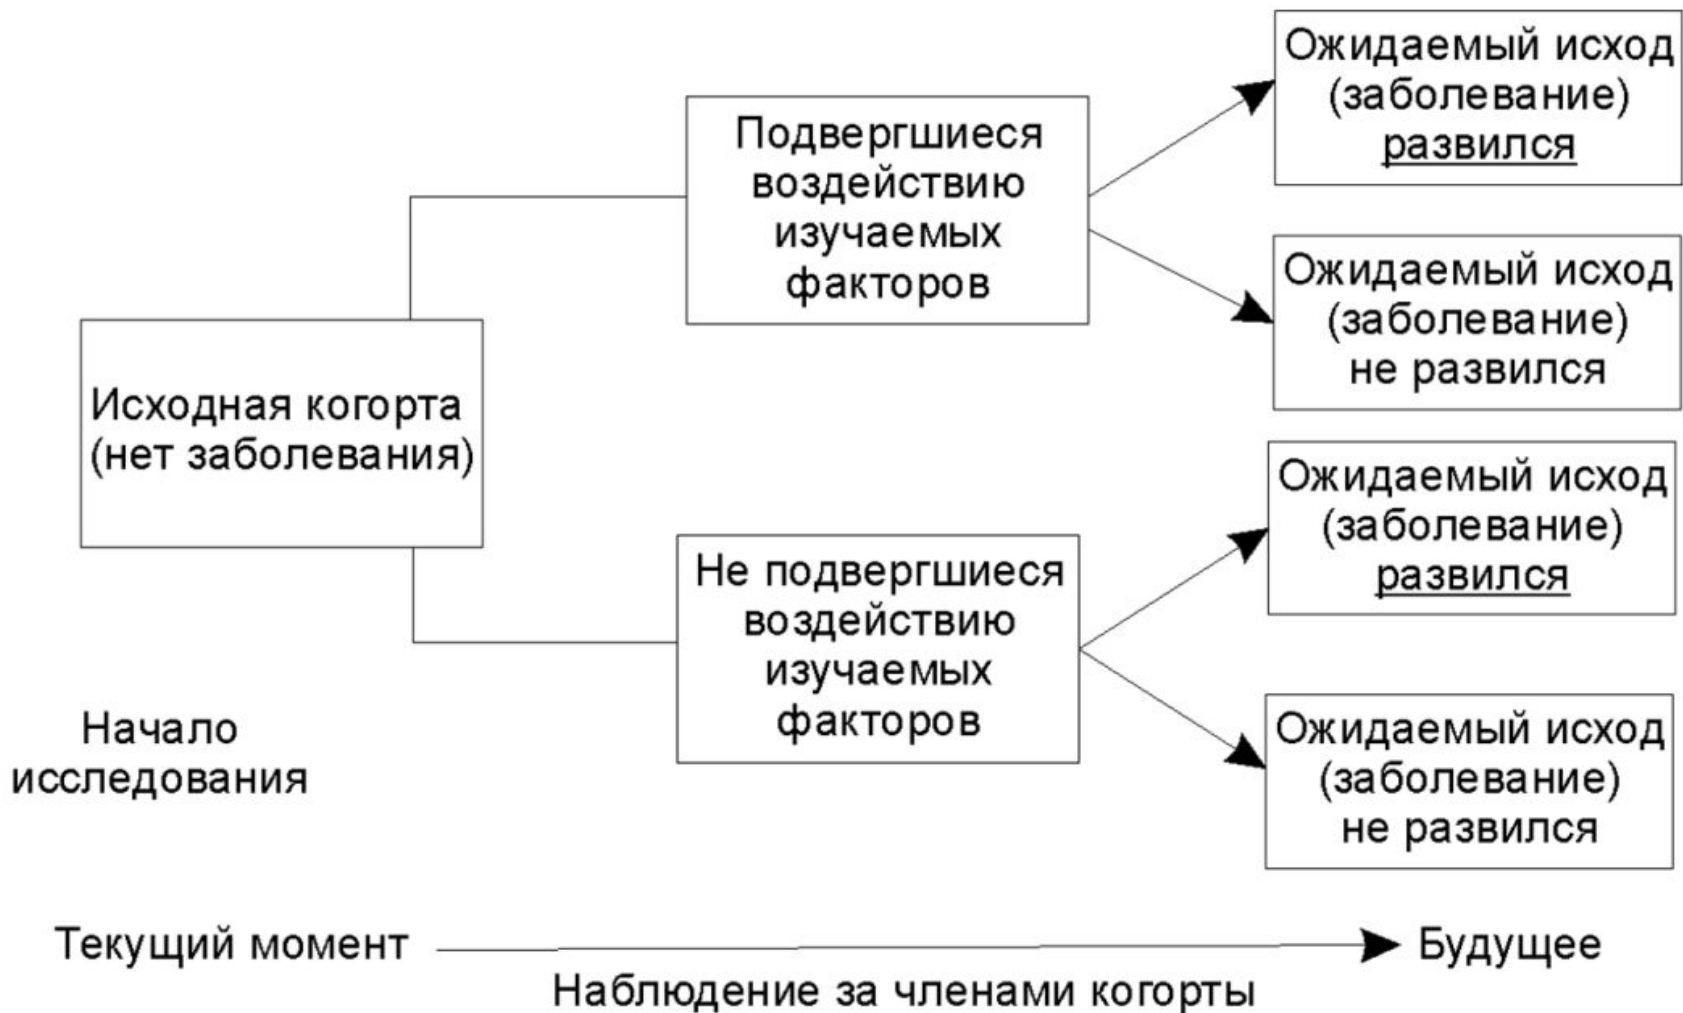 Исходная когорта
(нет заболевания)
Подвергшиеся
воздействию
изучаемых
факторов
Ожидаемый исход
(заболевание)
развился
Ожидаемый исход
(заболевание)
не развился
Не подвергшиеся
воздействию
изучаемых
факторов
Ожидаемый исход
(заболевание)
развился
Ожидаемый исход
(заболевание)
не развился
Начало
исследования
Текущий момент
Будущее
Наблюдение за членами когорты